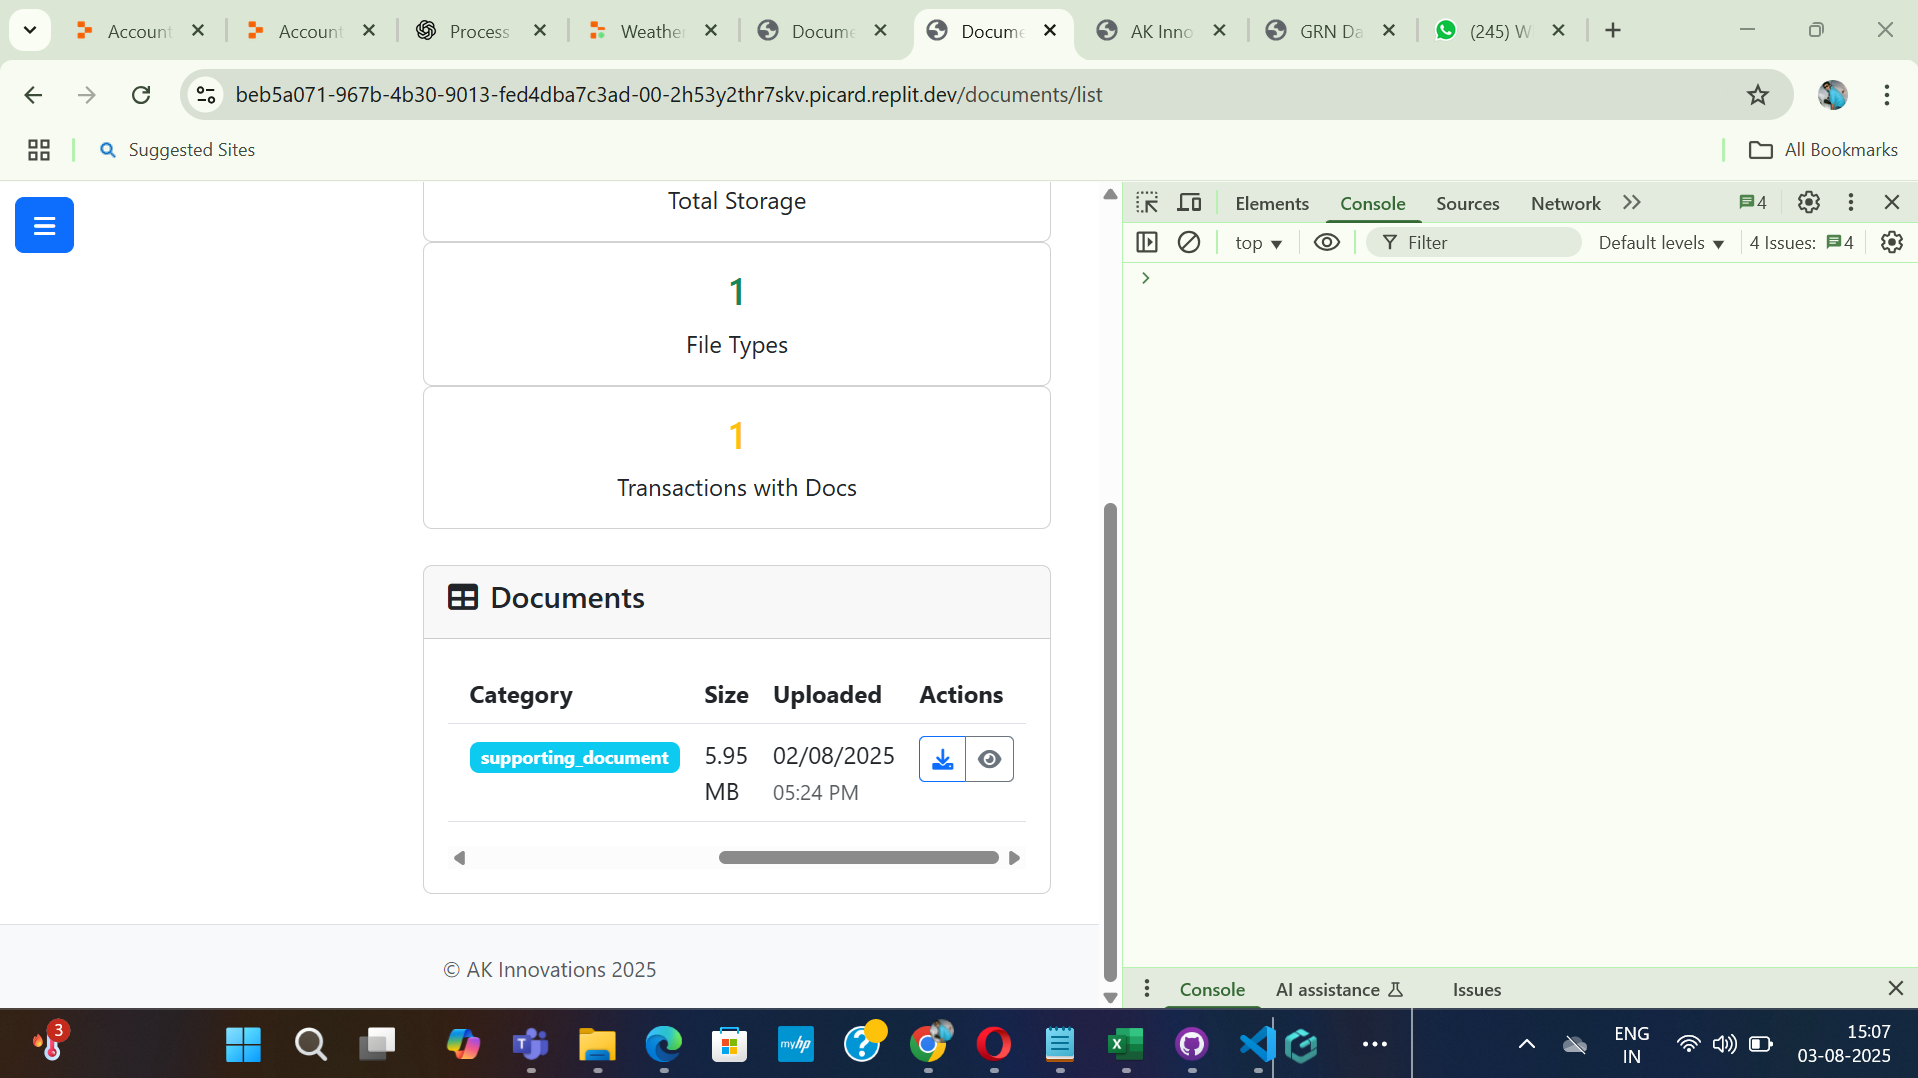 Account
Account
Process
Weather
Docume
Docume
AK Inno
GRN Da
(245) W
beb5a071-967b-4b30-9013-fed4dba7c3ad-00-2h53y2thr7skv.picard.replit.dev/documents/list
Suggested Sites
All Bookmarks
Total Storage
1
File Types
1
Transactions with Docs
Documents
Category Size Uploaded Actions
supporting_document 5.95 MB 02/08/2025 05:24 PM
© AK Innovations 2025
Elements Console Sources Network 4
top Filter Default levels 4 Issues: 4
Console AI assistance Issues
3
myhp
ENG
IN
15:07
03-08-2025